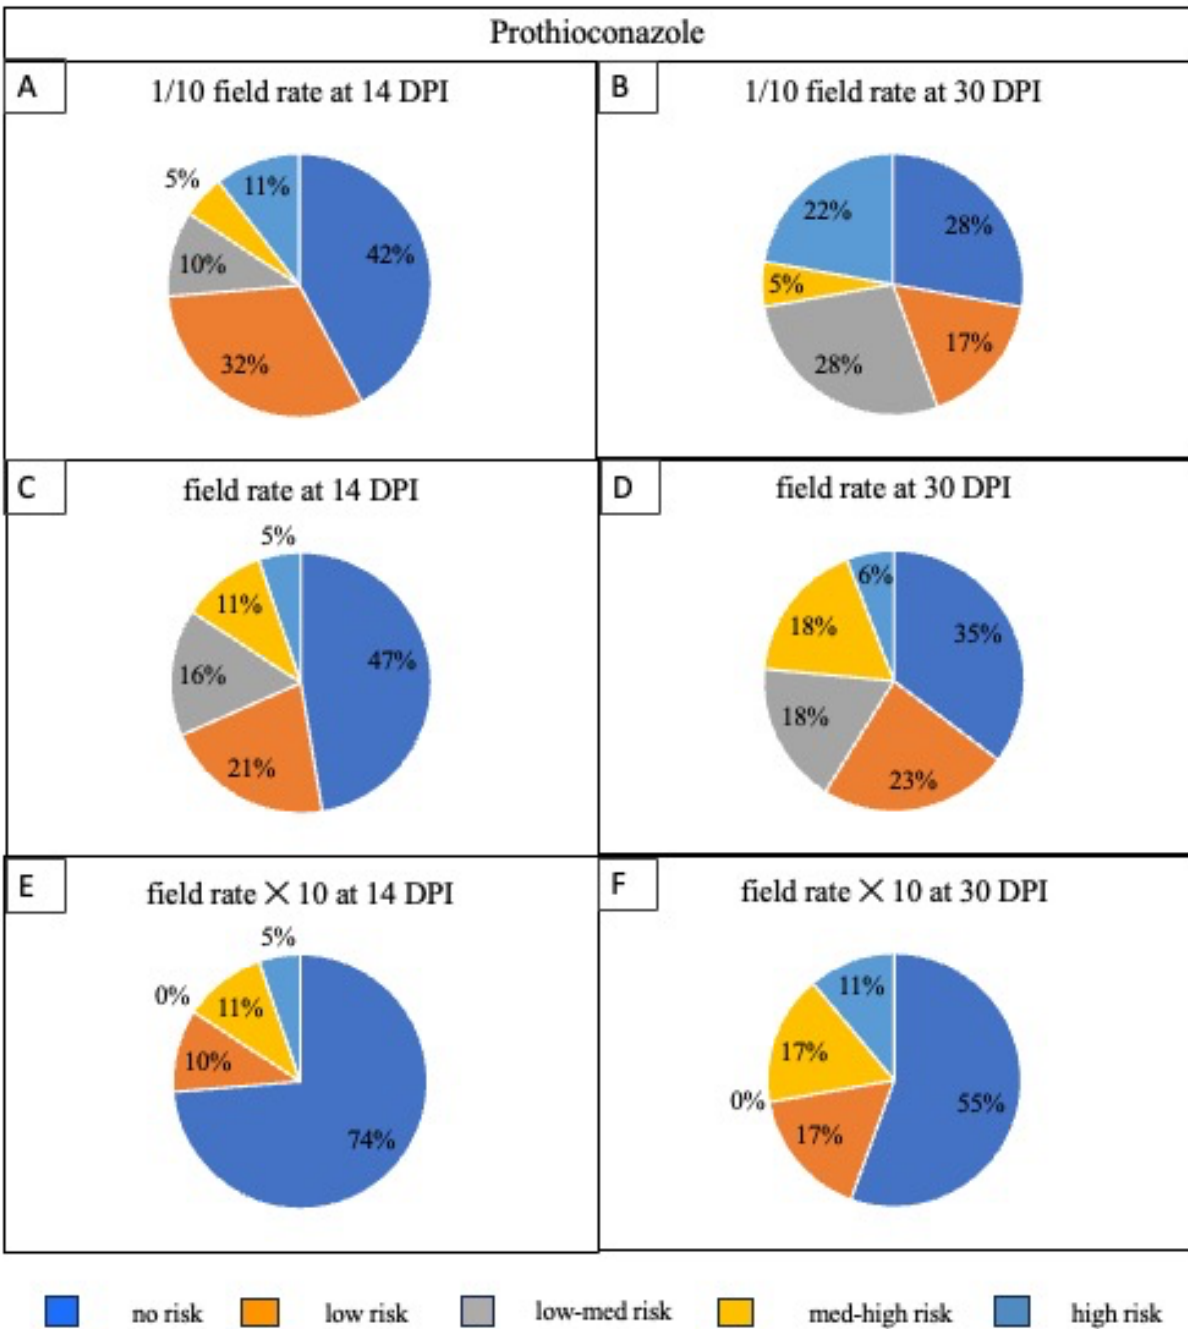 Prothioconazole
A
1/10 field rate at 14 DPI
5%
11%
42%
10%
32%
B
1/10 field rate at 30 DPI
22%
28%
5%
17%
28%
C
field rate at 14 DPI
5%
11%
47%
16%
21%
D
field rate at 30 DPI
6%
18%
35%
18%
23%
E
field rate × 10 at 14 DPI
5%
0%
11%
10%
74%
F
field rate × 10 at 30 DPI
11%
17%
0%
55%
17%
no risk low risk low-med risk med-high risk high risk